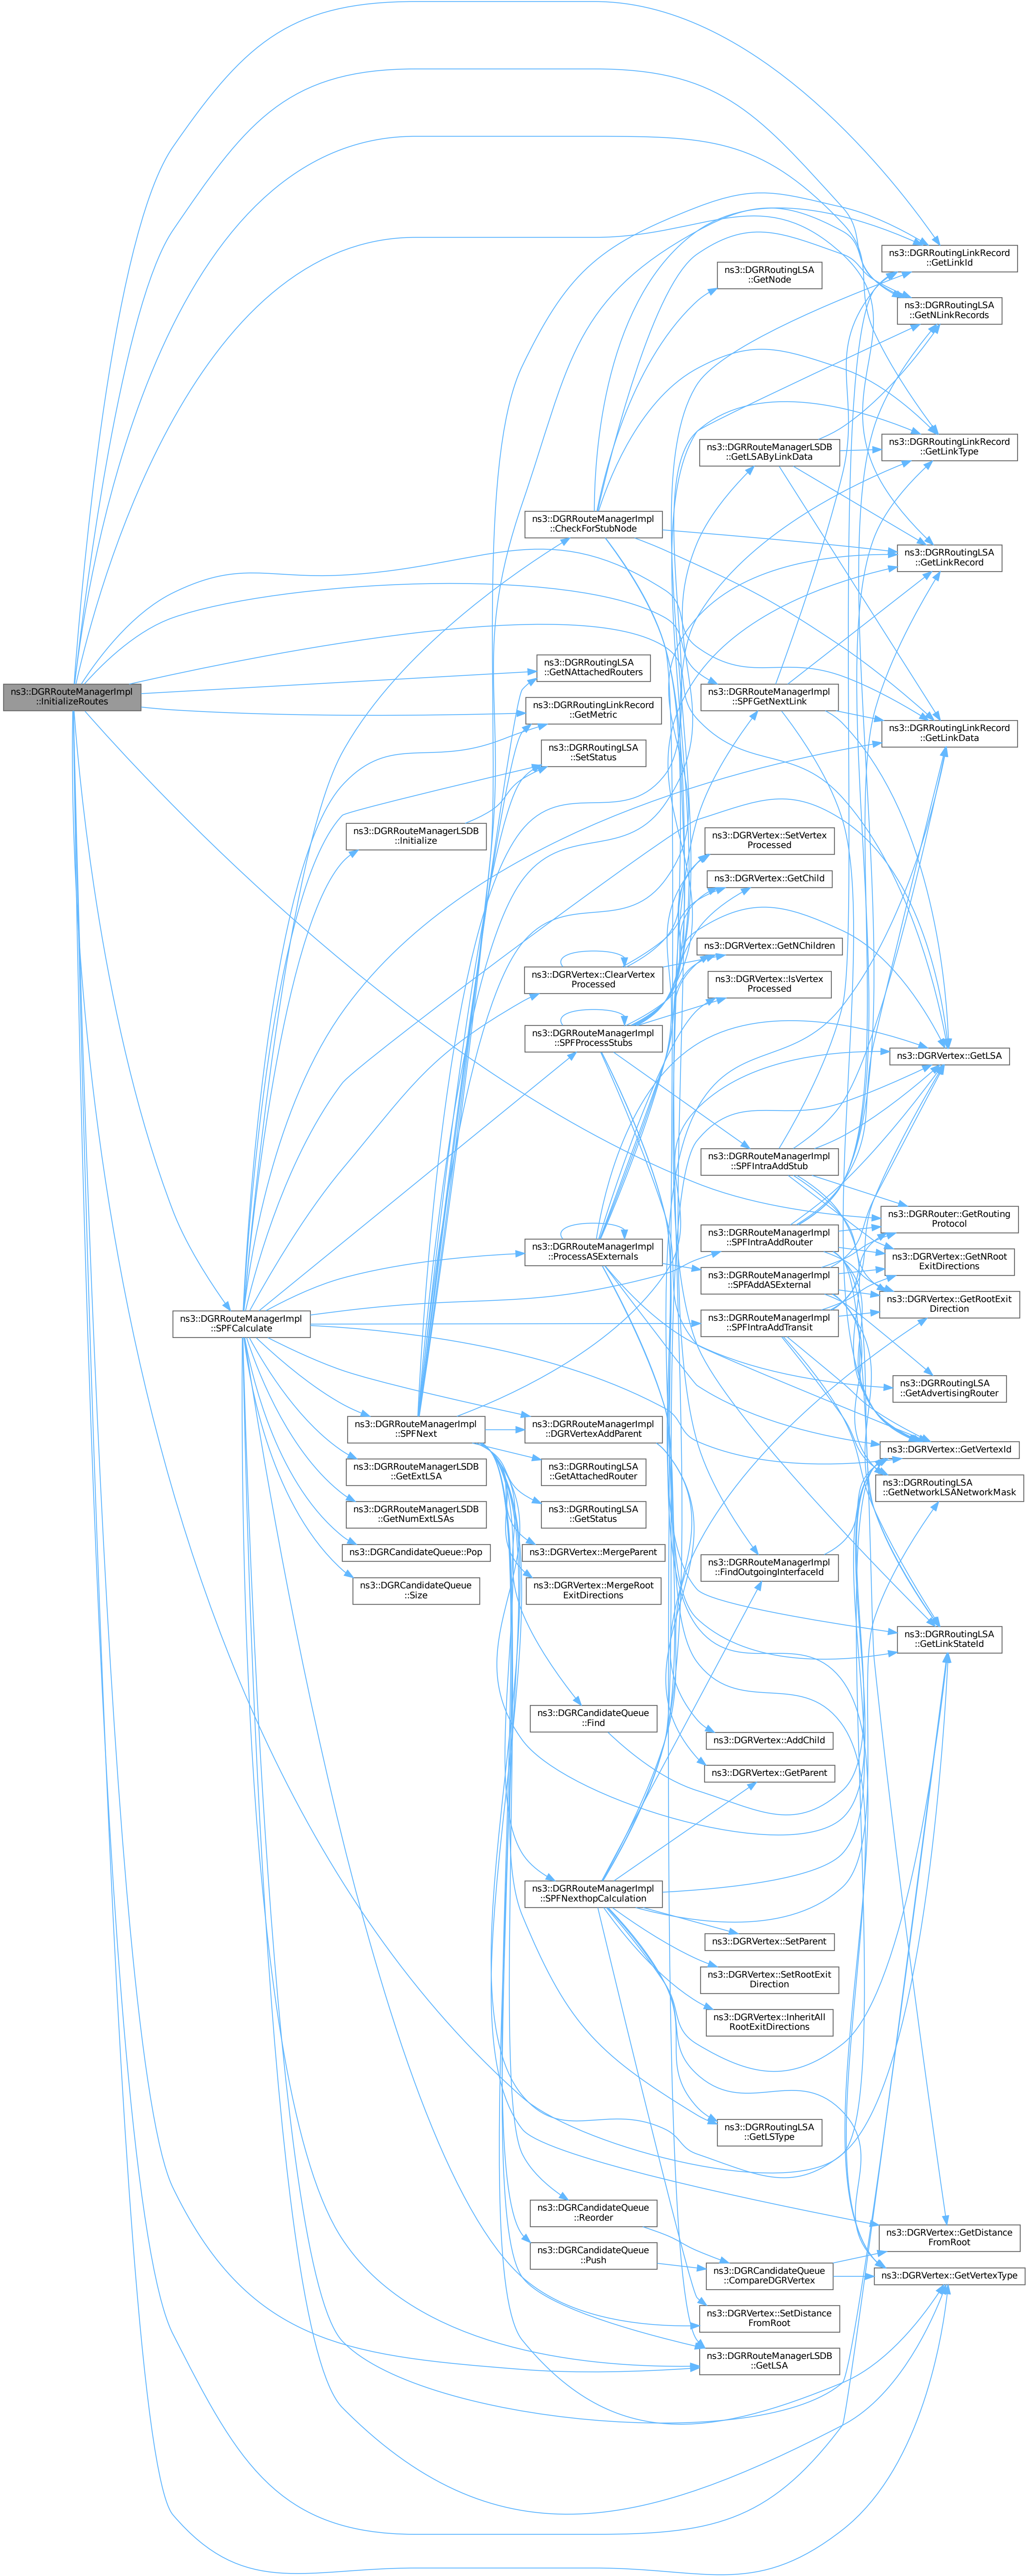 ns3::DGRRouteManagerImpl
::InitializeRoutes
ns3::DGRRouteManagerImpl
::SPFCalculate
ns3::DGRRouteManagerLSDB
::Initialize
ns3::DGRRouteManagerImpl
::SPFNext
ns3::DGRRouteManagerLSDB
::GetExtLSA
ns3::DGRRouteManagerLSDB
::GetNumExtLSAs
ns3::DGRCandidateQueue::Pop
ns3::DGRCandidateQueue
::Size
ns3::DGRRouteManagerImpl
::CheckForStubNode
ns3::DGRRoutingLSA
::GetNAttachedRouters
ns3::DGRRoutingLinkRecord
::GetMetric
ns3::DGRRoutingLSA
::SetStatus
ns3::DGRVertex::ClearVertex
Processed
ns3::DGRRouteManagerImpl
::SPFProcessStubs
ns3::DGRRouteManagerImpl
::ProcessASExternals
ns3::DGRRouteManagerImpl
::DGRVertexAddParent
ns3::DGRRoutingLSA
::GetAttachedRouter
ns3::DGRRoutingLSA
::GetStatus
ns3::DGRVertex::MergeParent
ns3::DGRVertex::MergeRoot
ExitDirections
ns3::DGRCandidateQueue
::Find
ns3::DGRRouteManagerImpl
::SPFNexthopCalculation
ns3::DGRCandidateQueue
::Reorder
ns3::DGRCandidateQueue
::Push
ns3::DGRRoutingLSA
::GetNode
ns3::DGRRouteManagerLSDB
::GetLSAByLinkData
ns3::DGRRouteManagerImpl
::SPFGetNextLink
ns3::DGRVertex::SetVertex
Processed
ns3::DGRVertex::GetChild
ns3::DGRVertex::GetNChildren
ns3::DGRVertex::IsVertex
Processed
ns3::DGRRouteManagerImpl
::SPFIntraAddStub
ns3::DGRRouteManagerImpl
::SPFIntraAddRouter
ns3::DGRRouteManagerImpl
::SPFAddASExternal
ns3::DGRRouteManagerImpl
::SPFIntraAddTransit
ns3::DGRRouteManagerImpl
::FindOutgoingInterfaceId
ns3::DGRVertex::AddChild
ns3::DGRVertex::GetParent
ns3::DGRVertex::SetParent
ns3::DGRVertex::SetRootExit
Direction
ns3::DGRVertex::InheritAll
RootExitDirections
ns3::DGRRoutingLSA
::GetLSType
ns3::DGRCandidateQueue
::CompareDGRVertex
ns3::DGRVertex::SetDistance
FromRoot
ns3::DGRRouteManagerLSDB
::GetLSA
ns3::DGRRoutingLinkRecord
::GetLinkId
ns3::DGRRoutingLSA
::GetNLinkRecords
ns3::DGRRoutingLinkRecord
::GetLinkType
ns3::DGRRoutingLSA
::GetLinkRecord
ns3::DGRRoutingLinkRecord
::GetLinkData
ns3::DGRVertex::GetLSA
ns3::DGRRouter::GetRouting
Protocol
ns3::DGRVertex::GetNRoot
ExitDirections
ns3::DGRVertex::GetRootExit
Direction
ns3::DGRRoutingLSA
::GetAdvertisingRouter
ns3::DGRVertex::GetVertexId
ns3::DGRRoutingLSA
::GetNetworkLSANetworkMask
ns3::DGRRoutingLSA
::GetLinkStateId
ns3::DGRVertex::GetDistance
FromRoot
ns3::DGRVertex::GetVertexType